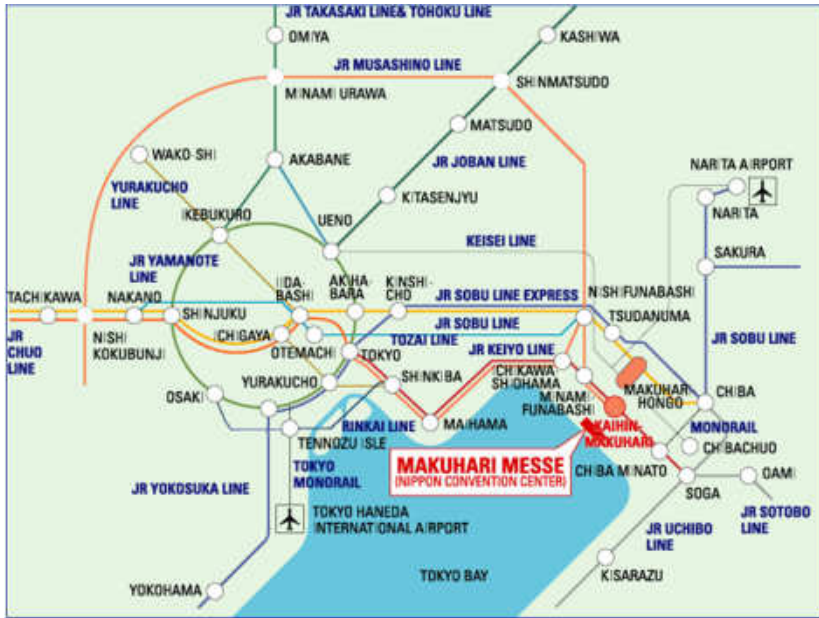 JR TAKASAKI LINE& TOHOKU LINE
OMIYA
KASHIWA
JR MUSASHINO LINE
MINAMI URAWA
SHINMATSUDO
MATSUDO
WAKO-SHI
AKABANE
JR JOBAN LINE
NARITA AIRPORT
YURAKUCHO
LINE
KITASENJYU
NARITA
IKEBUKURO
UENO
KEISEI LINE
SAKURA
JR YAMANOTE
LINE
IIDA-
BASHI
AKIHA-
BARA
KINSHI-
CHO
JR SOBU LINE EXPRESS
NISHIFUNABASHI
TACHIKAWA
NAKANO
SHINJUKU
TSUDANUMA
JR
CHUO
LINE
NISHI
KOKUBUNJI
ICHIGAYA
OTEMACHI
TOZAI LINE
JR SOBU LINE
JR SOBU LINE
TOKYO
JR KEIYO LINE
ICHIKAWA
SHIOHAMA
YURAKUCHO
SHINKIBA
MINAMI
FUNABASHI
MAKUHARI
HONGO
CHIBA
OSAKI
RINKAI LINE
MAIHAMA
KAIHIN-
MAKUHARI
MONORAIL
TENNOZU ISLE
CHIBACHUO
MAKUHARI MESSE
(NIPPON CONVENTION CENTER)
CHIBA MINATO
TOKYO
MONORAIL
JR YOKOSUKA LINE
SOGA
OAMI
TOKYO HANEDA
INTERNATIONAL AIRPORT
JR UCHIBO
LINE
JR SOTOBO
LINE
YOKOHAMA
TOKYO BAY
KISARAZU